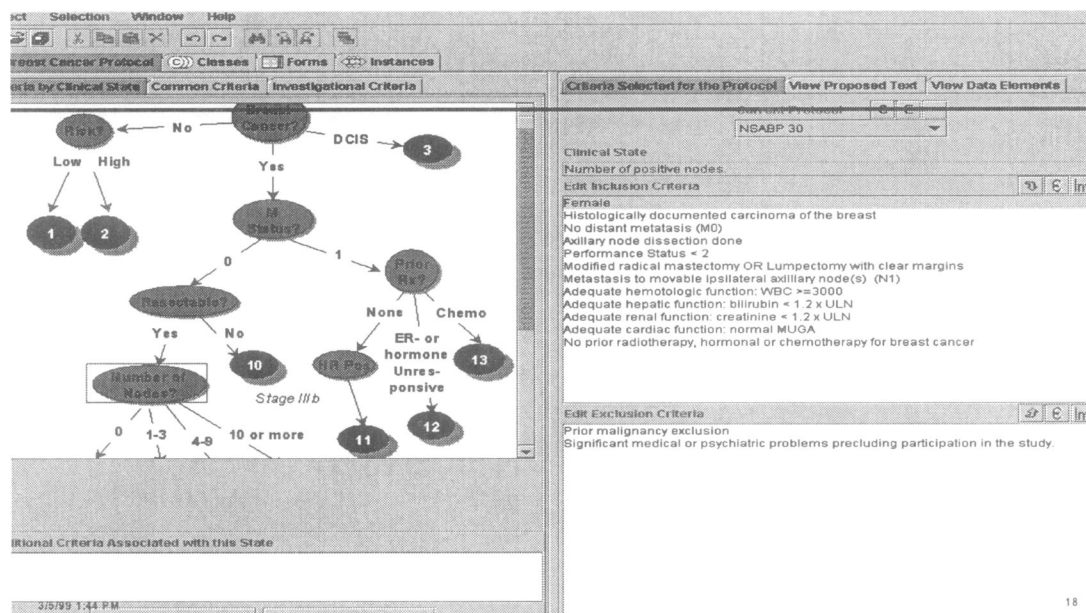 ect Selection Window Help
reast Cancer Protocol Classes Forms Instances
eria by Clinical State Common Criteria Investigational Criteria
Breast
Cancer?
Risk?
No
DCIS
3
Low High
Yes
1 2
M
Status?
0 1
Prior
Rx?
Resectable?
None Chemo
Yes No
ER- or
hormone
Unres-
ponsive
13
HR Pos
10
Stage IIIb
Number of
Nodes?
12
11
0 1-3 4-9 10 or more
itional Criteria Associated with this State
3/5/99 1:44 PM
Criteria Selected for the Protocol View Proposed Text View Data Elements
Current Protocol
NSABP 30
Clinical State
Number of positive nodes.
Edit Inclusion Criteria
Female
Histologically documented carcinoma of the breast
No distant metastasis (M0)
Axillary node dissection done
Performance Status < 2
Modified radical mastectomy OR Lumpectomy with clear margins
Metastasis to movable ipsilateral axilllary node(s) (N1)
Adequate hemotologic function: WBC >=3000
Adequate hepatic function: bilirubin < 1.2 x ULN
Adequate renal function: creatinine < 1.2 x ULN
Adequate cardiac function: normal MUGA
No prior radiotherapy, hormonal or chemotherapy for breast cancer
Edit Exclusion Criteria
Prior malignancy exclusion
Significant medical or psychiatric problems precluding participation in the study.
18